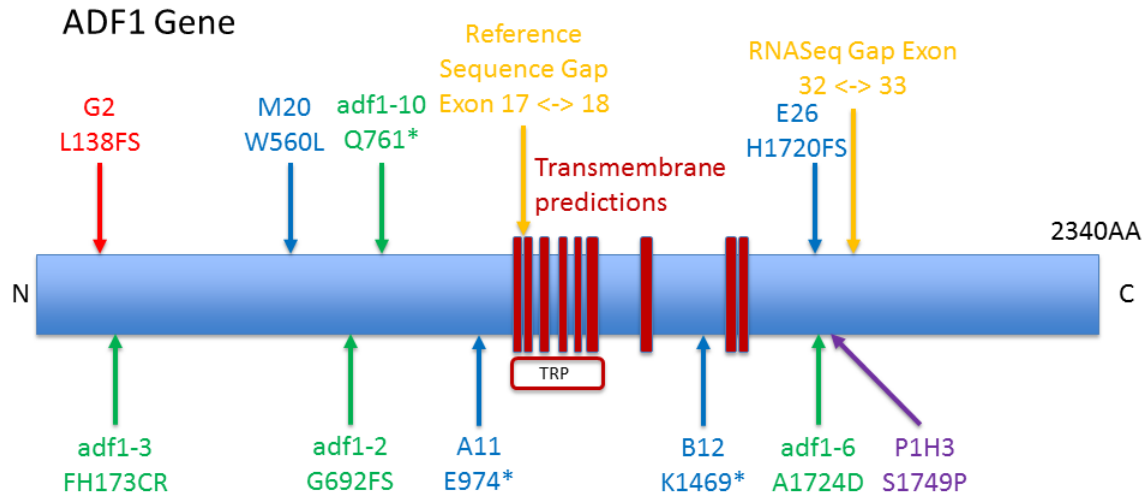 ADF1 Gene
Reference
Sequence Gap
Exon 17 <-> 18
RNASeq Gap Exon
32 <-> 33
G2
L138FS
M20
W560L
adf1-10
Q761*
E26
H1720FS
Transmembrane
predictions
2340AA
N
C
TRP
adf1-3
FH173CR
adf1-2
G692FS
A11
E974*
B12
K1469*
adf1-6
A1724D
P1H3
S1749P